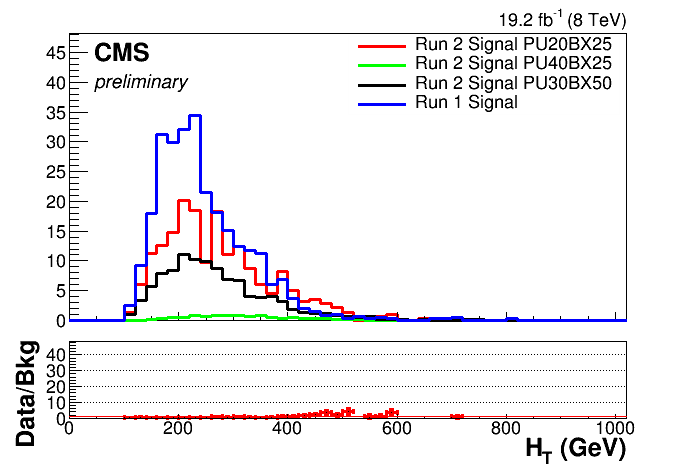 19.2 fb⁻¹ (8 TeV)
CMS
preliminary
Run 2 Signal PU20BX25
Run 2 Signal PU40BX25
Run 2 Signal PU30BX50
Run 1 Signal
45
40
35
30
25
20
15
10
5
0
Data/Bkg
40
30
20
10
0
0 200 400 600 800 1000
H_T (GeV)